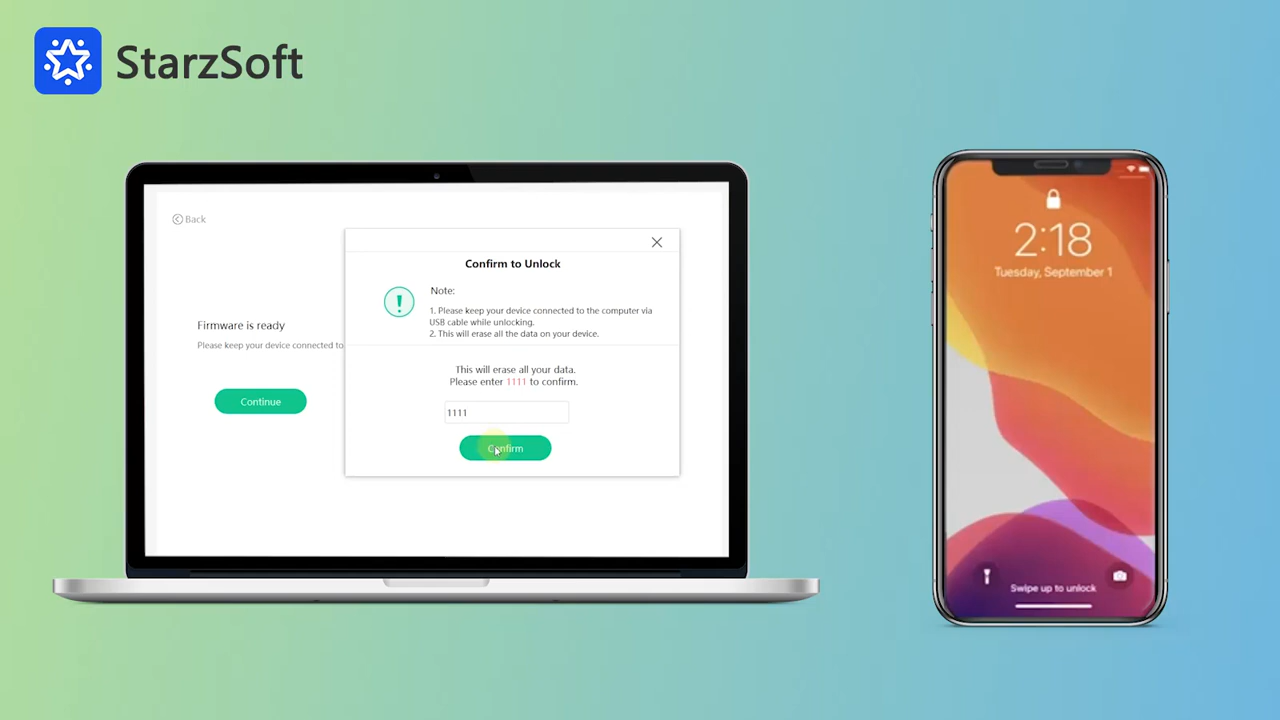 StarzSoft
Back
Firmware is ready
Please keep your device connected to
Continue
Confirm to Unlock
Note:
1. Please keep your device connected to the computer via
USB cable while unlocking.
2. This will erase all the data on your device.
This will erase all your data.
Please enter 1111 to confirm.
1111
Confirm
2:18
Tuesday, September 1
Swipe up to unlock